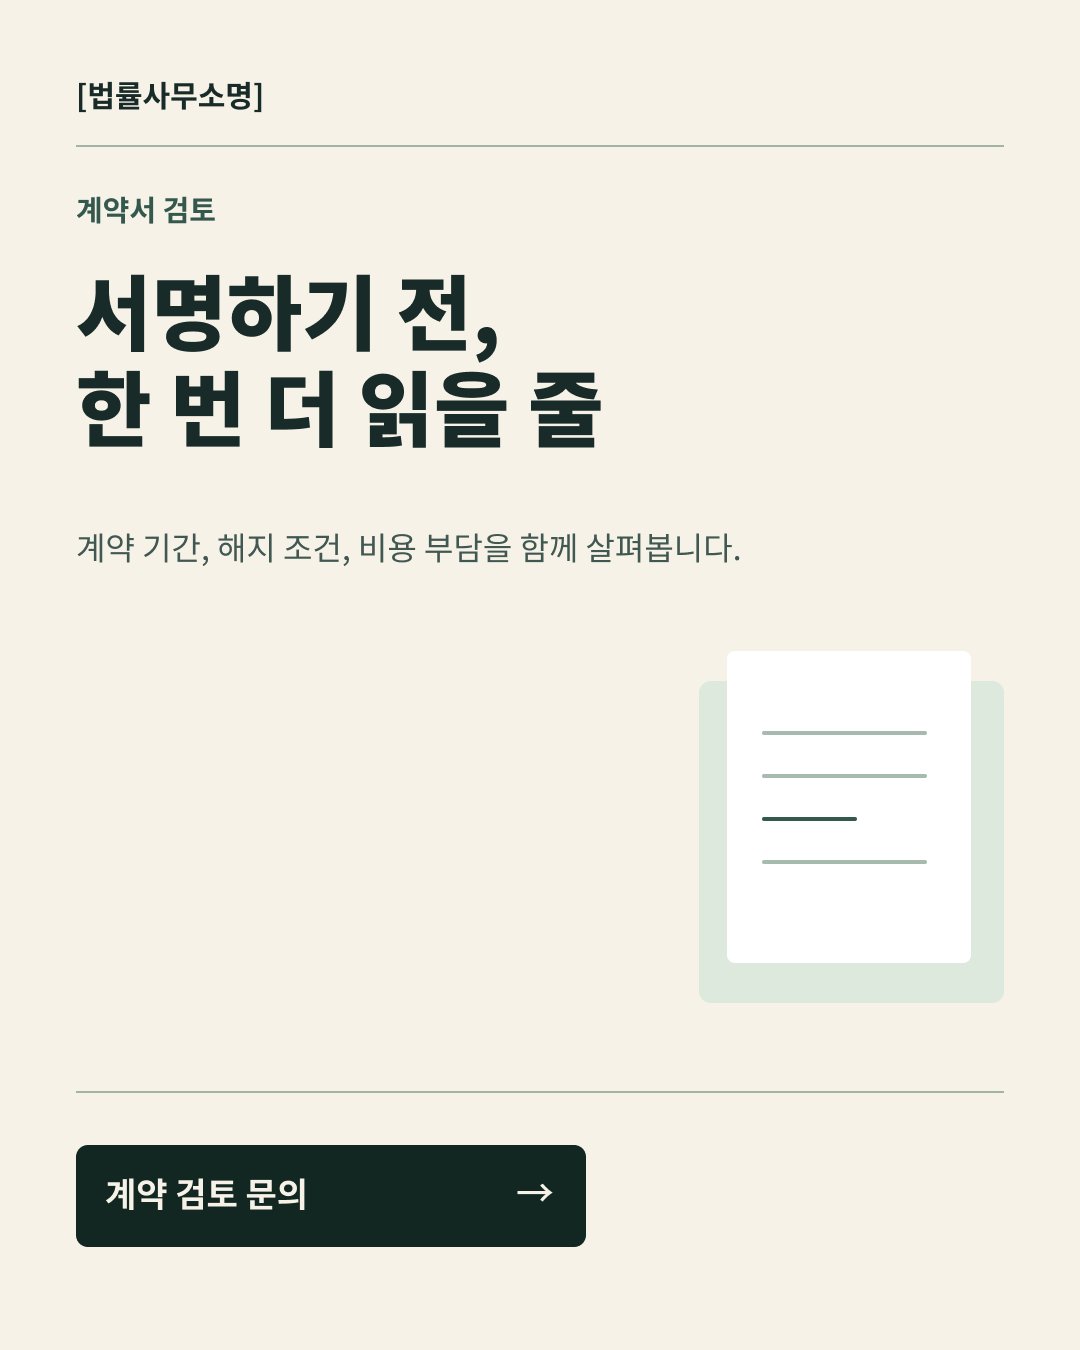 [법률사무소명]
계약서 검토
서명하기 전,
한 번 더 읽을 줄
계약 기간, 해지 조건, 비용 부담을 함께 살펴봅니다.
계약 검토 문의 →